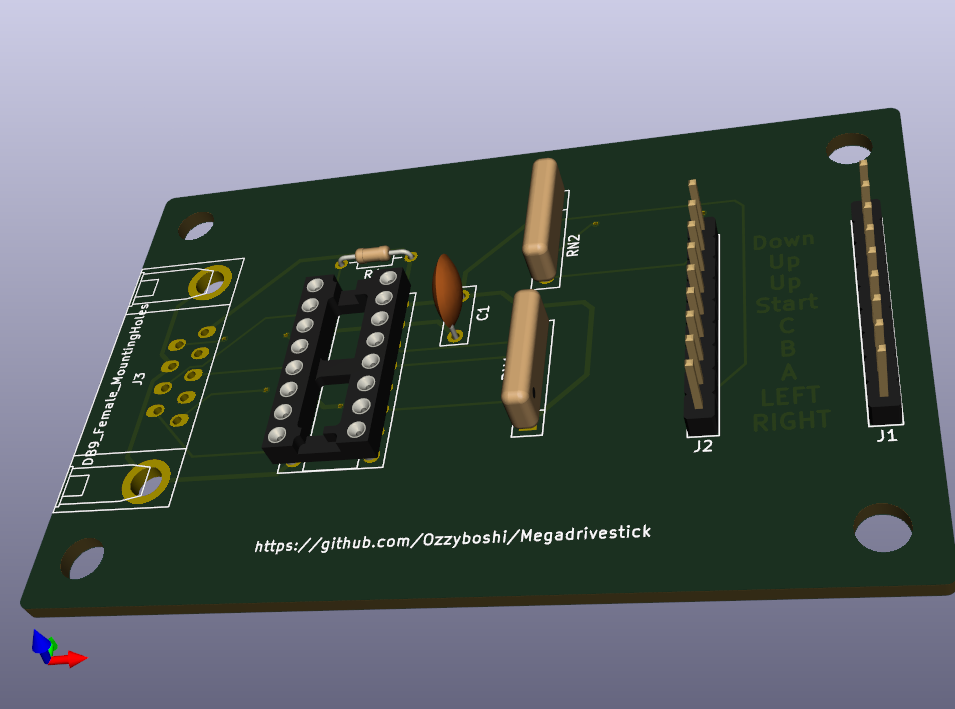 RN2
R
C1
DB9_Female_MountingHoles
J3
Down
Up
Up
Start
C
B
A
LEFT
RIGHT
J2
J1
https://github.com/Ozzyboshi/Megadrivestick